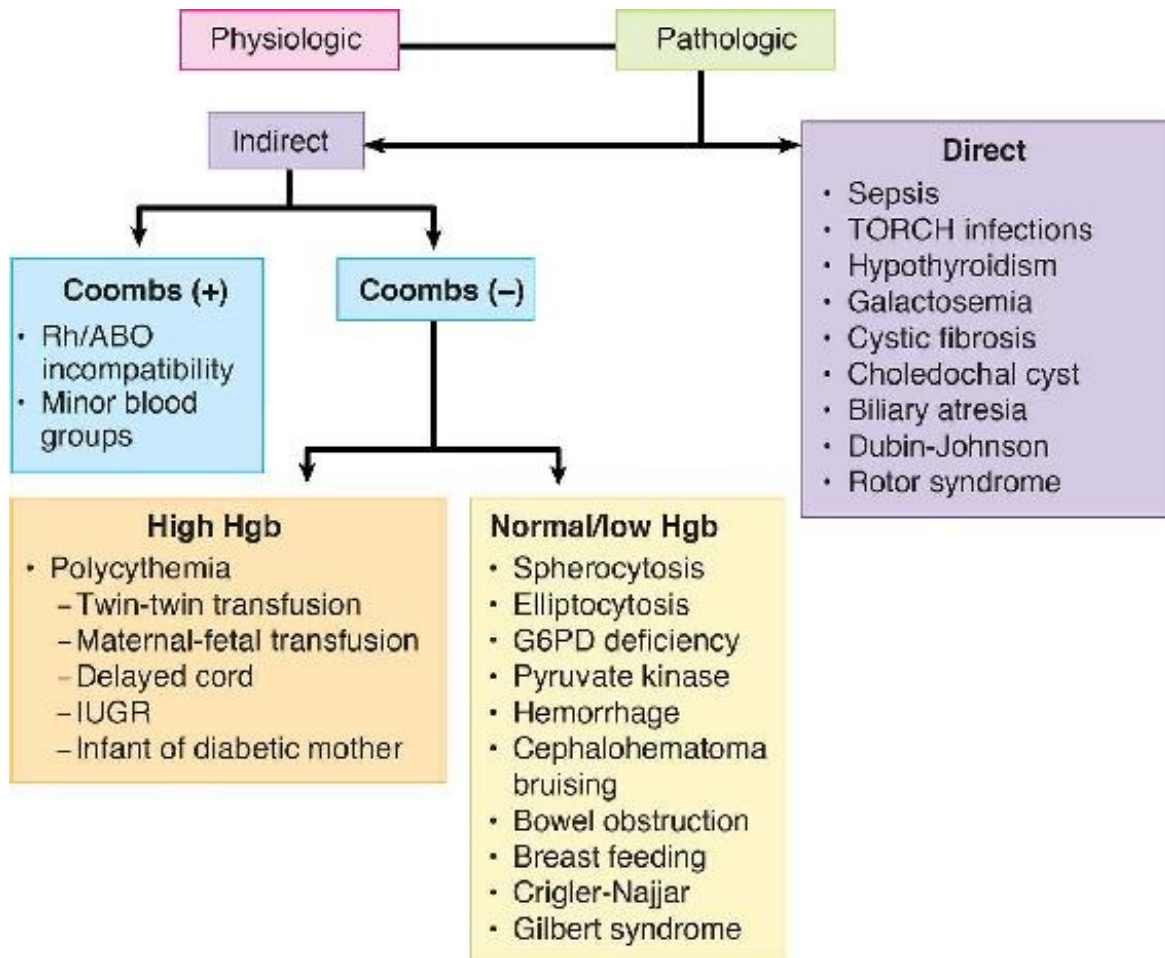 Physiologic
Pathologic
Indirect
Direct
• Sepsis
• TORCH infections
• Hypothyroidism
• Galactosemia
• Cystic fibrosis
• Choledochal cyst
• Biliary atresia
• Dubin-Johnson
• Rotor syndrome
Coombs (+)
• Rh/ABO
incompatibility
• Minor blood
groups
Coombs (–)
High Hgb
• Polycythemia
–Twin-twin transfusion
–Maternal-fetal transfusion
–Delayed cord
–IUGR
–Infant of diabetic mother
Normal/low Hgb
• Spherocytosis
• Elliptocytosis
• G6PD deficiency
• Pyruvate kinase
• Hemorrhage
• Cephalohematoma
bruising
• Bowel obstruction
• Breast feeding
• Crigler-Najjar
• Gilbert syndrome